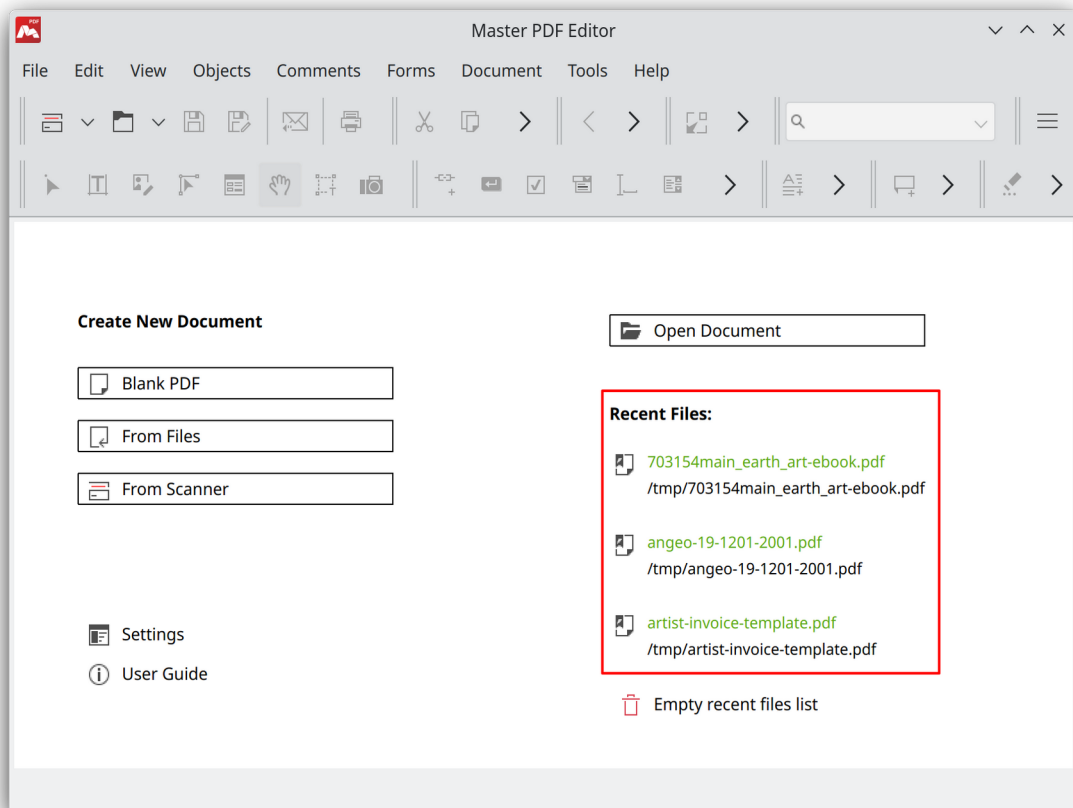 PDF
Master PDF Editor
File Edit View Objects Comments Forms Document Tools Help
Create New Document
Blank PDF
From Files
From Scanner
Settings
User Guide
Open Document
Recent Files:
703154main_earth_art-ebook.pdf
/tmp/703154main_earth_art-ebook.pdf
angeo-19-1201-2001.pdf
/tmp/angeo-19-1201-2001.pdf
artist-invoice-template.pdf
/tmp/artist-invoice-template.pdf
Empty recent files list